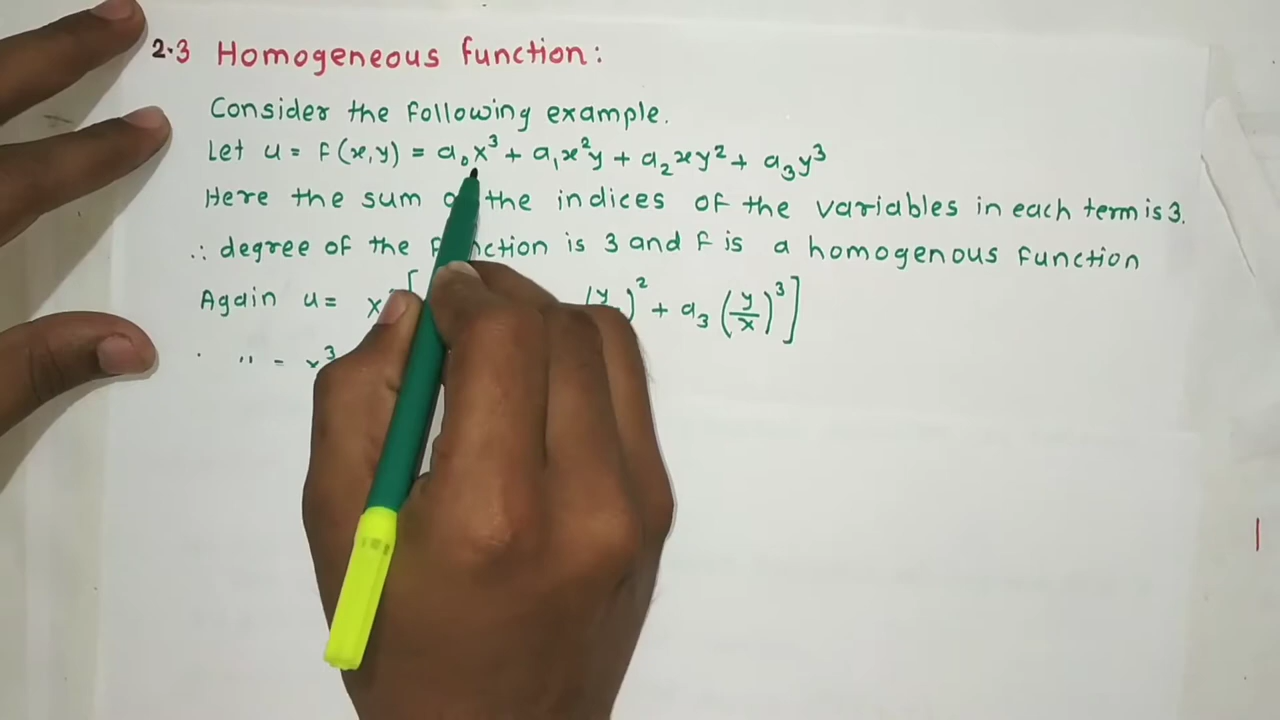 2.3 Homogeneous function:
Consider the following example.
Let u = f(x,y) = a₀x³ + a₁x²y + a₂xy² + a₃y³
Here the sum the indices of the variables in each term is 3.
∴ degree of the is 3 and f is a homogenous function
Again u = x [ )² + a₃ (y/x)³]
" = x³